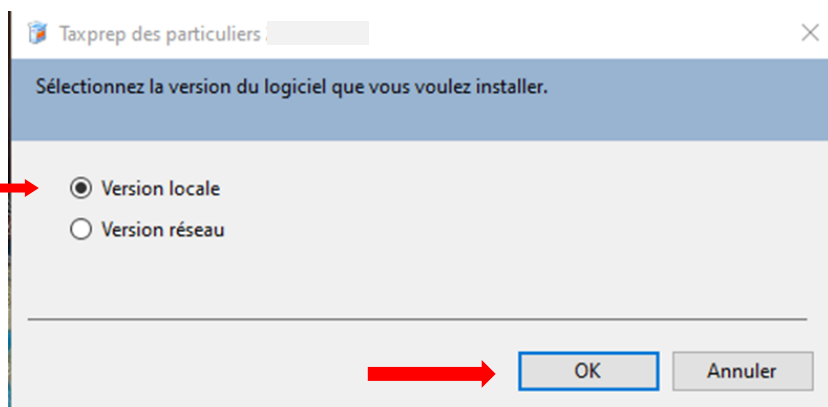 Taxprep des particuliers
Sélectionnez la version du logiciel que vous voulez installer.
Version locale
Version réseau
OK
Annuler